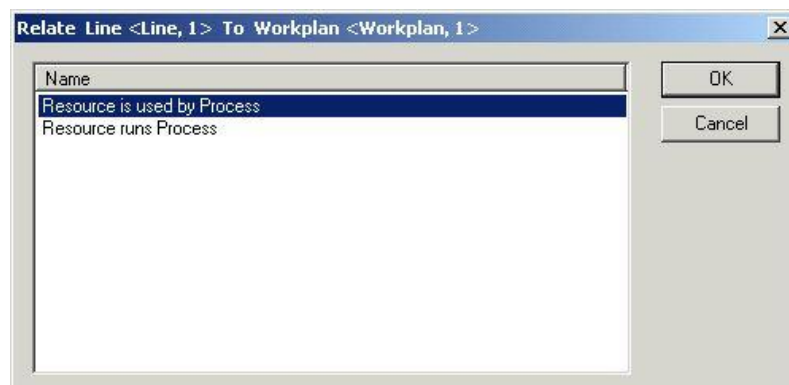 Relate Line <Line, 1> To Workplan <Workplan, 1>
Name
Resource is used by Process
Resource runs Process
OK
Cancel